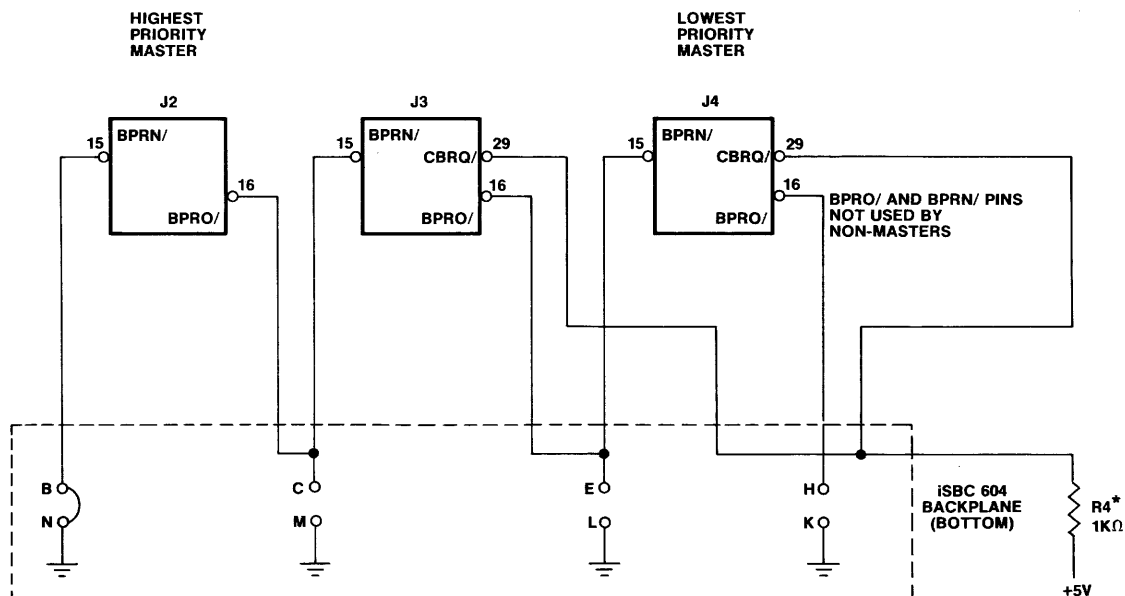 HIGHEST
PRIORITY
MASTER
LOWEST
PRIORITY
MASTER
J2
J3
J4
15
BPRN/
16
BPRO/
15
BPRN/
CBRQ/
29
16
BPRO/
15
BPRN/
CBRQ/
29
16
BPRO/
BPRO/ AND BPRN/ PINS
NOT USED BY
NON-MASTERS
B
N
C
M
E
L
H
K
iSBC 604
BACKPLANE
(BOTTOM)
R4*
1KΩ
+5V